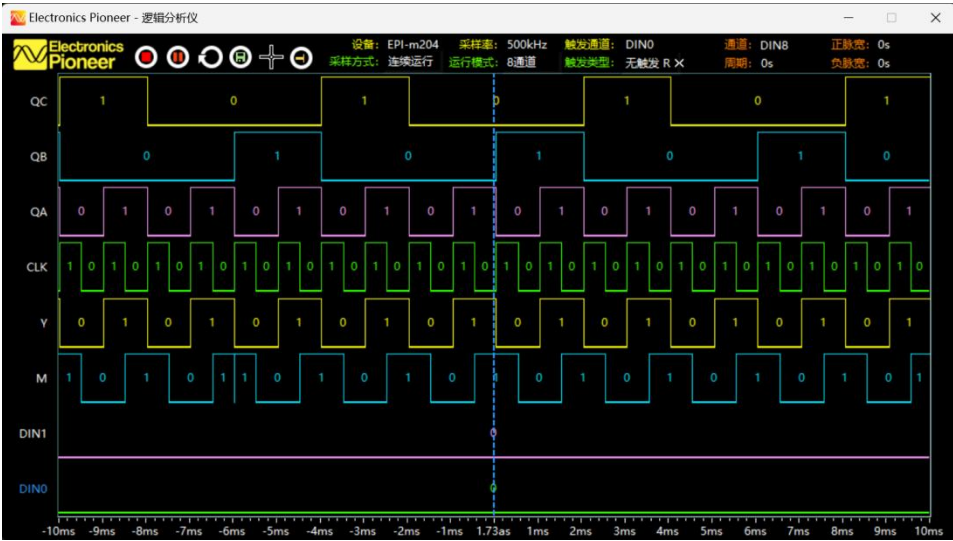 Electronics Pioneer - 逻辑分析仪
Electronics Pioneer
设备: EPI-m204 采样率: 500kHz 触发通道: DIN0 通道: DIN8 正脉宽: 0s
采样方式: 连续运行 运行模式: 8通道 触发类型: 无触发 R X 周期: 0s 负脉宽: 0s
QC 1 0 1 0 1 0 1
QB 0 1 0 1 0 1 0
QA 0 1 0 1 0 1 0 1 0 1 0 1 0 1 0 1 0 1 0 1
CLK 1 0 1 0 1 0 1 0 1 0 1 0 1 0 1 0 1 0 1 0 1 0 1 0 1 0 1 0 1 0 1 0 1 0 1 0 1 0 1 0
Y 0 1 0 1 0 1 0 1 0 1 0 1 0 1 0 1 0 1 0 1
M 1 0 1 0 1 1 0 1 0 1 0 1 0 1 0 1 0 1 0 1 0 1
DIN1 0
DIN0 0
-10ms -9ms -8ms -7ms -6ms -5ms -4ms -3ms -2ms -1ms 1.73as 1ms 2ms 3ms 4ms 5ms 6ms 7ms 8ms 9ms 10ms